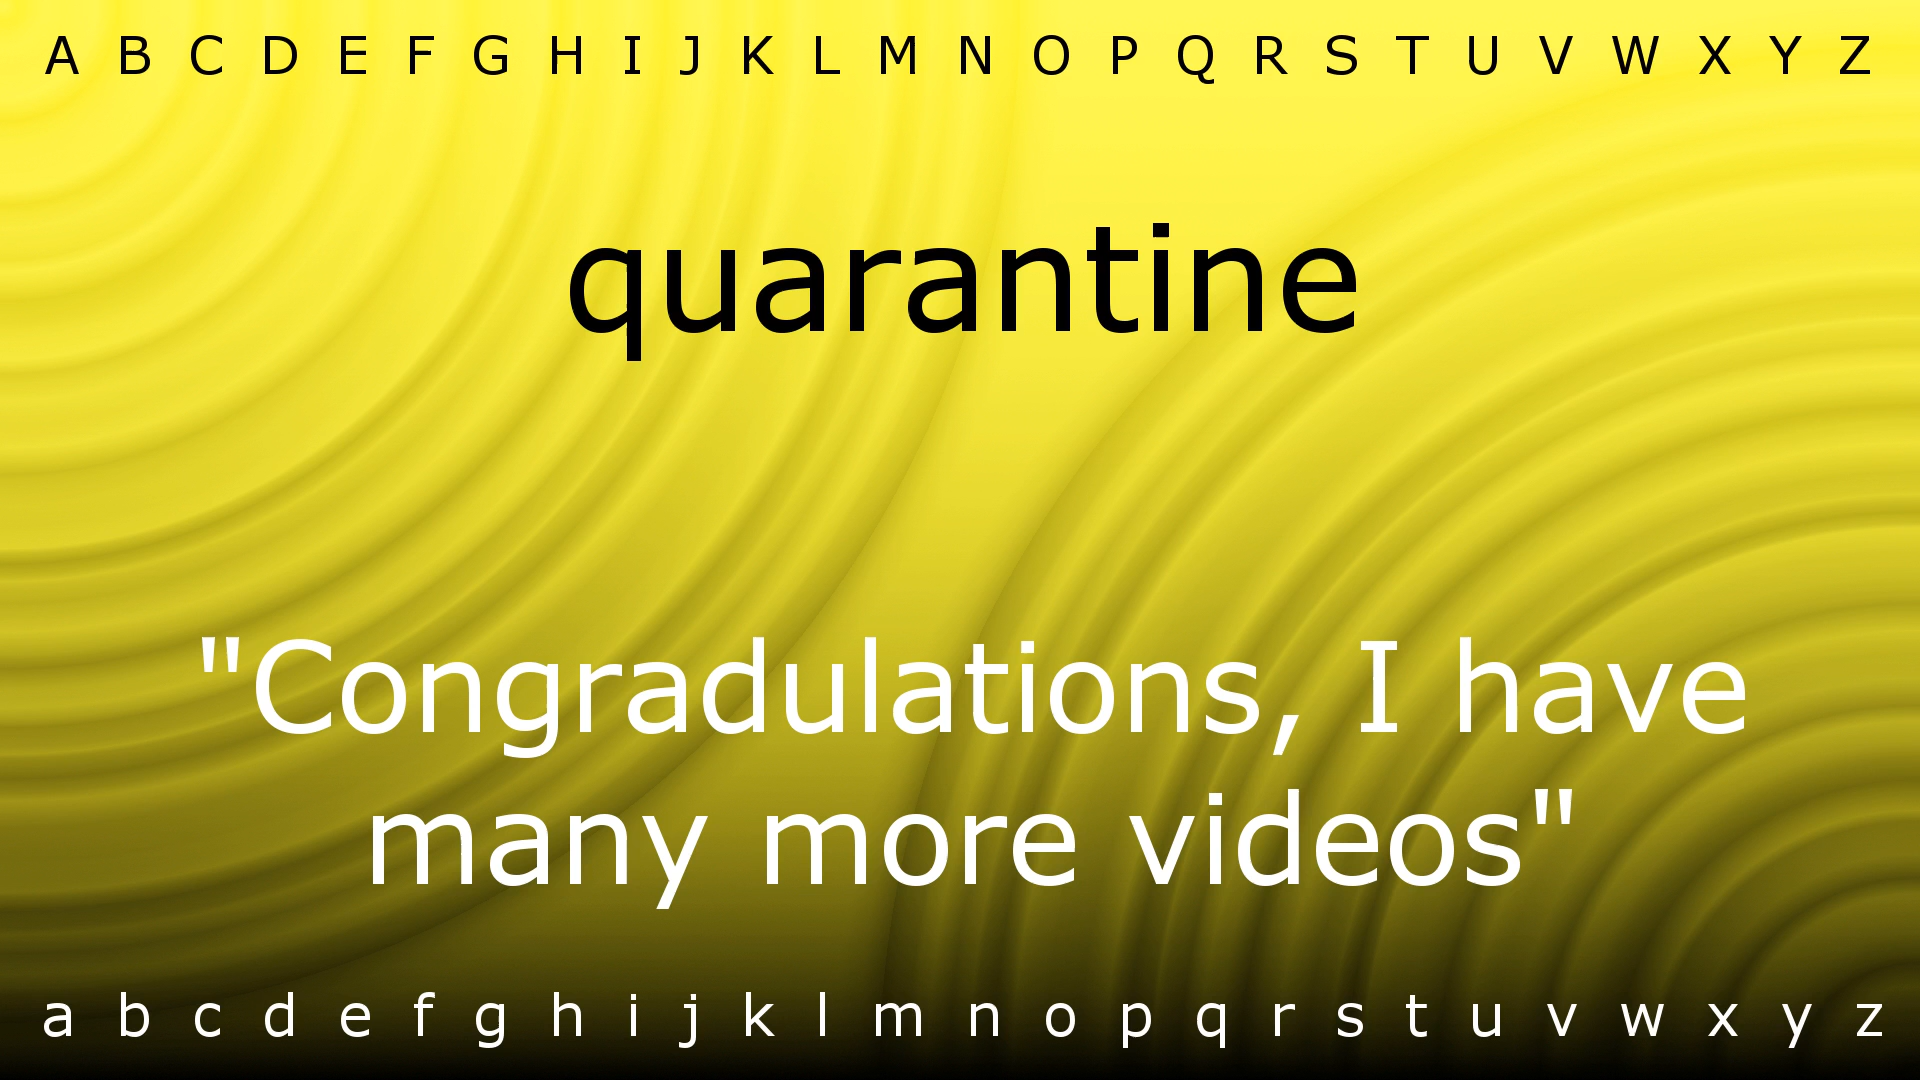 A B C D E F G H I J K L M N O P Q R S T U V W X Y Z
quarantine
"Congradulations, I have
many more videos"
a b c d e f g h i j k l m n o p q r s t u v w x y z